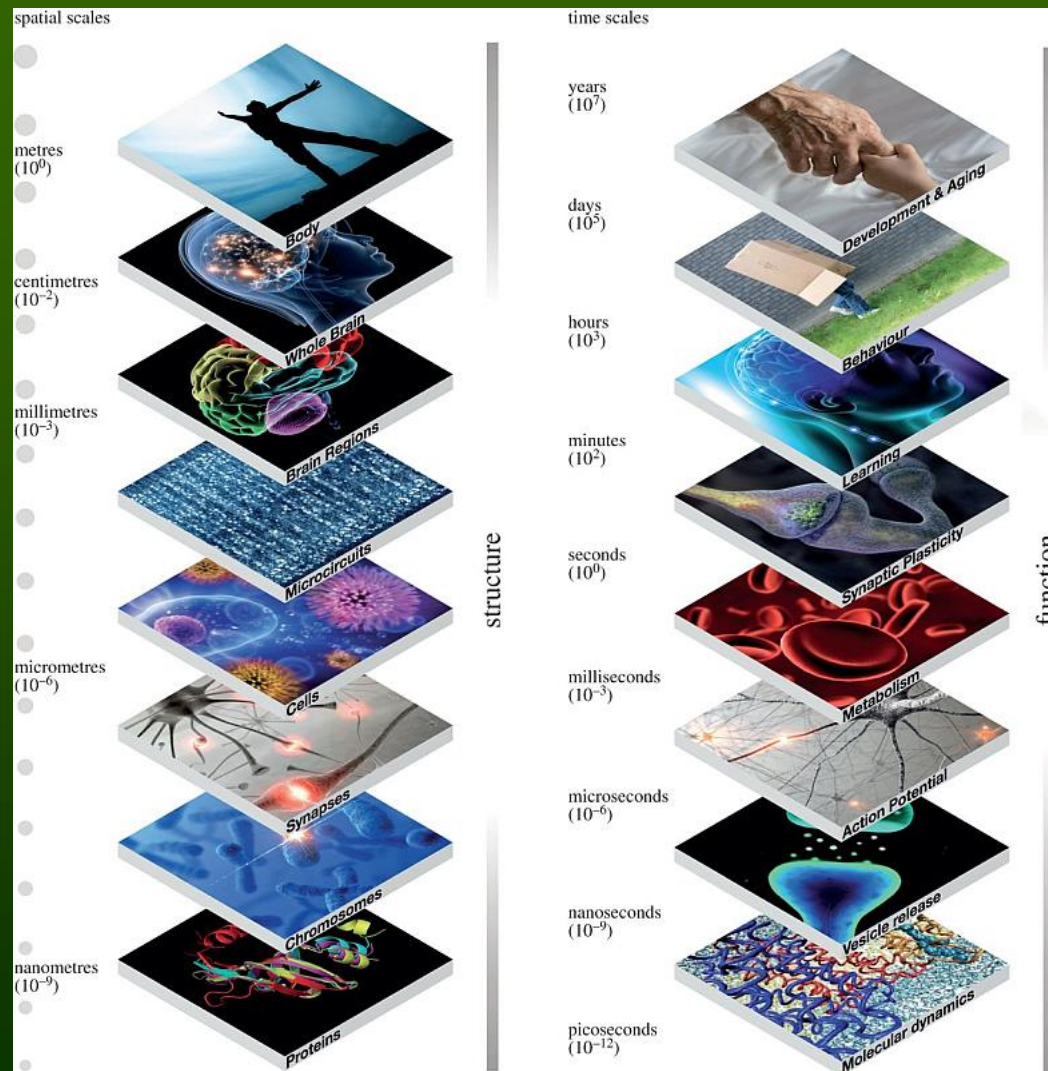 spatial scales
metres
(10⁰)
centimetres
(10⁻²)
millimetres
(10⁻³)
micrometres
(10⁻⁶)
nanometres
(10⁻⁹)
Body
Whole Brain
Brain Regions
Microcircuits
Cells
Synapses
Chromosomes
Proteins
structure
time scales
years
(10⁷)
days
(10⁵)
hours
(10³)
minutes
(10²)
seconds
(10⁰)
milliseconds
(10⁻³)
microseconds
(10⁻⁶)
nanoseconds
(10⁻⁹)
picoseconds
(10⁻¹²)
Development & Aging
Behaviour
Learning
Synaptic Plasticity
Metabolism
Action Potential
Vesicle release
Molecular dynamics
function